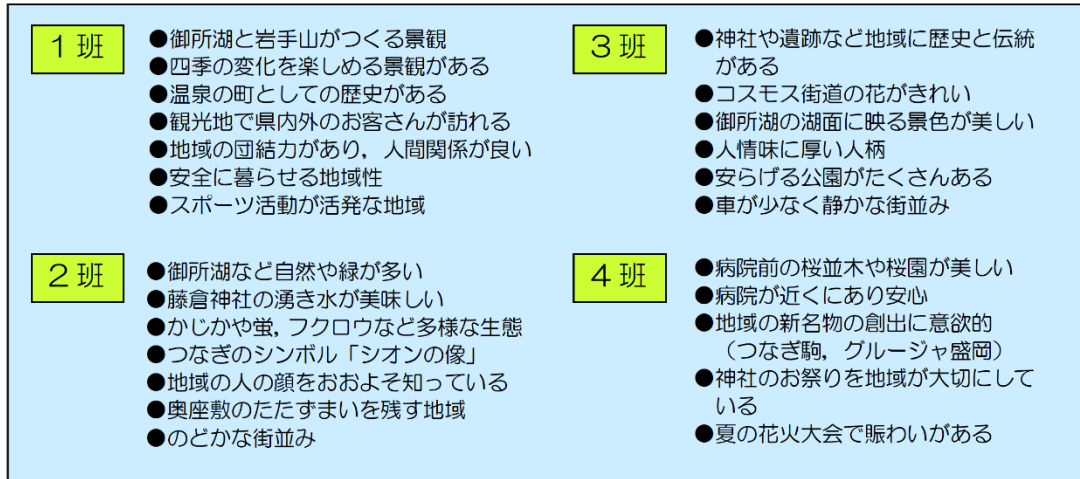 1班
●御所湖と岩手山がつくる景観
●四季の変化を楽しめる景観がある
●温泉の町としての歴史がある
●観光地で県内外のお客さんが訪れる
●地域の団結力があり，人間関係が良い
●安全に暮らせる地域性
●スポーツ活動が活発な地域
2班
●御所湖など自然や緑が多い
●藤倉神社の湧き水が美味しい
●かじかや蛍，フクロウなど多様な生態
●つなぎのシンボル「シオンの像」
●地域の人の顔をおおよそ知っている
●奥座敷のたたずまいを残す地域
●のどかな街並み
3班
●神社や遺跡など地域に歴史と伝統
がある
●コスモス街道の花がきれい
●御所湖の湖面に映る景色が美しい
●人情味に厚い人柄
●安らげる公園がたくさんある
●車が少なく静かな街並み
4班
●病院前の桜並木や桜園が美しい
●病院が近くにあり安心
●地域の新名物の創出に意欲的
（つなぎ駒，グルージャ盛岡）
●神社のお祭りを地域が大切にして
いる
●夏の花火大会で賑わいがある